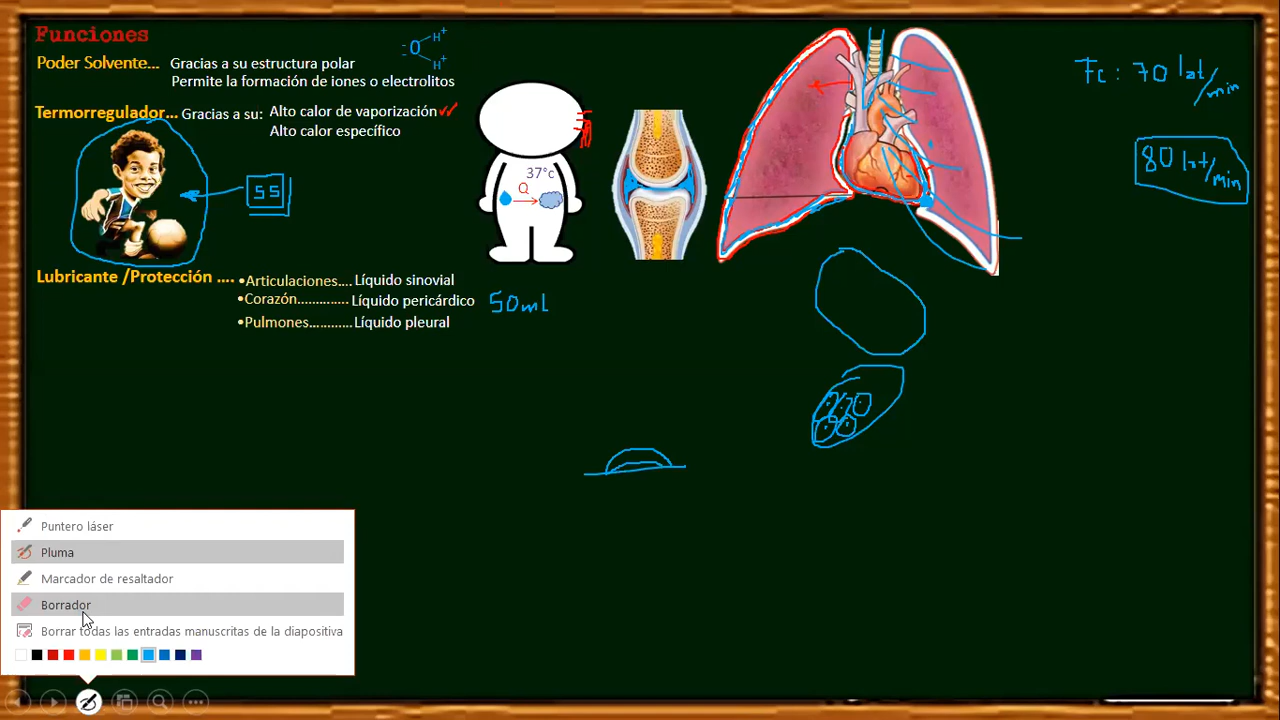 Funciones
Poder Solvente... Gracias a su estructura polar
Permite la formación de iones o electrolitos
:O H+
H+
Termorregulador... Gracias a su: Alto calor de vaporización
Alto calor específico
55
37°c
Q
Lubricante /Protección .... •Articulaciones.... Líquido sinovial
•Corazón.............. Líquido pericárdico 50mL
•Pulmones............ Líquido pleural
Fc : 70 lat/min
80 lat/min
Puntero láser
Pluma
Marcador de resaltador
Borrador
Borrar todas las entradas manuscritas de la diapositiva